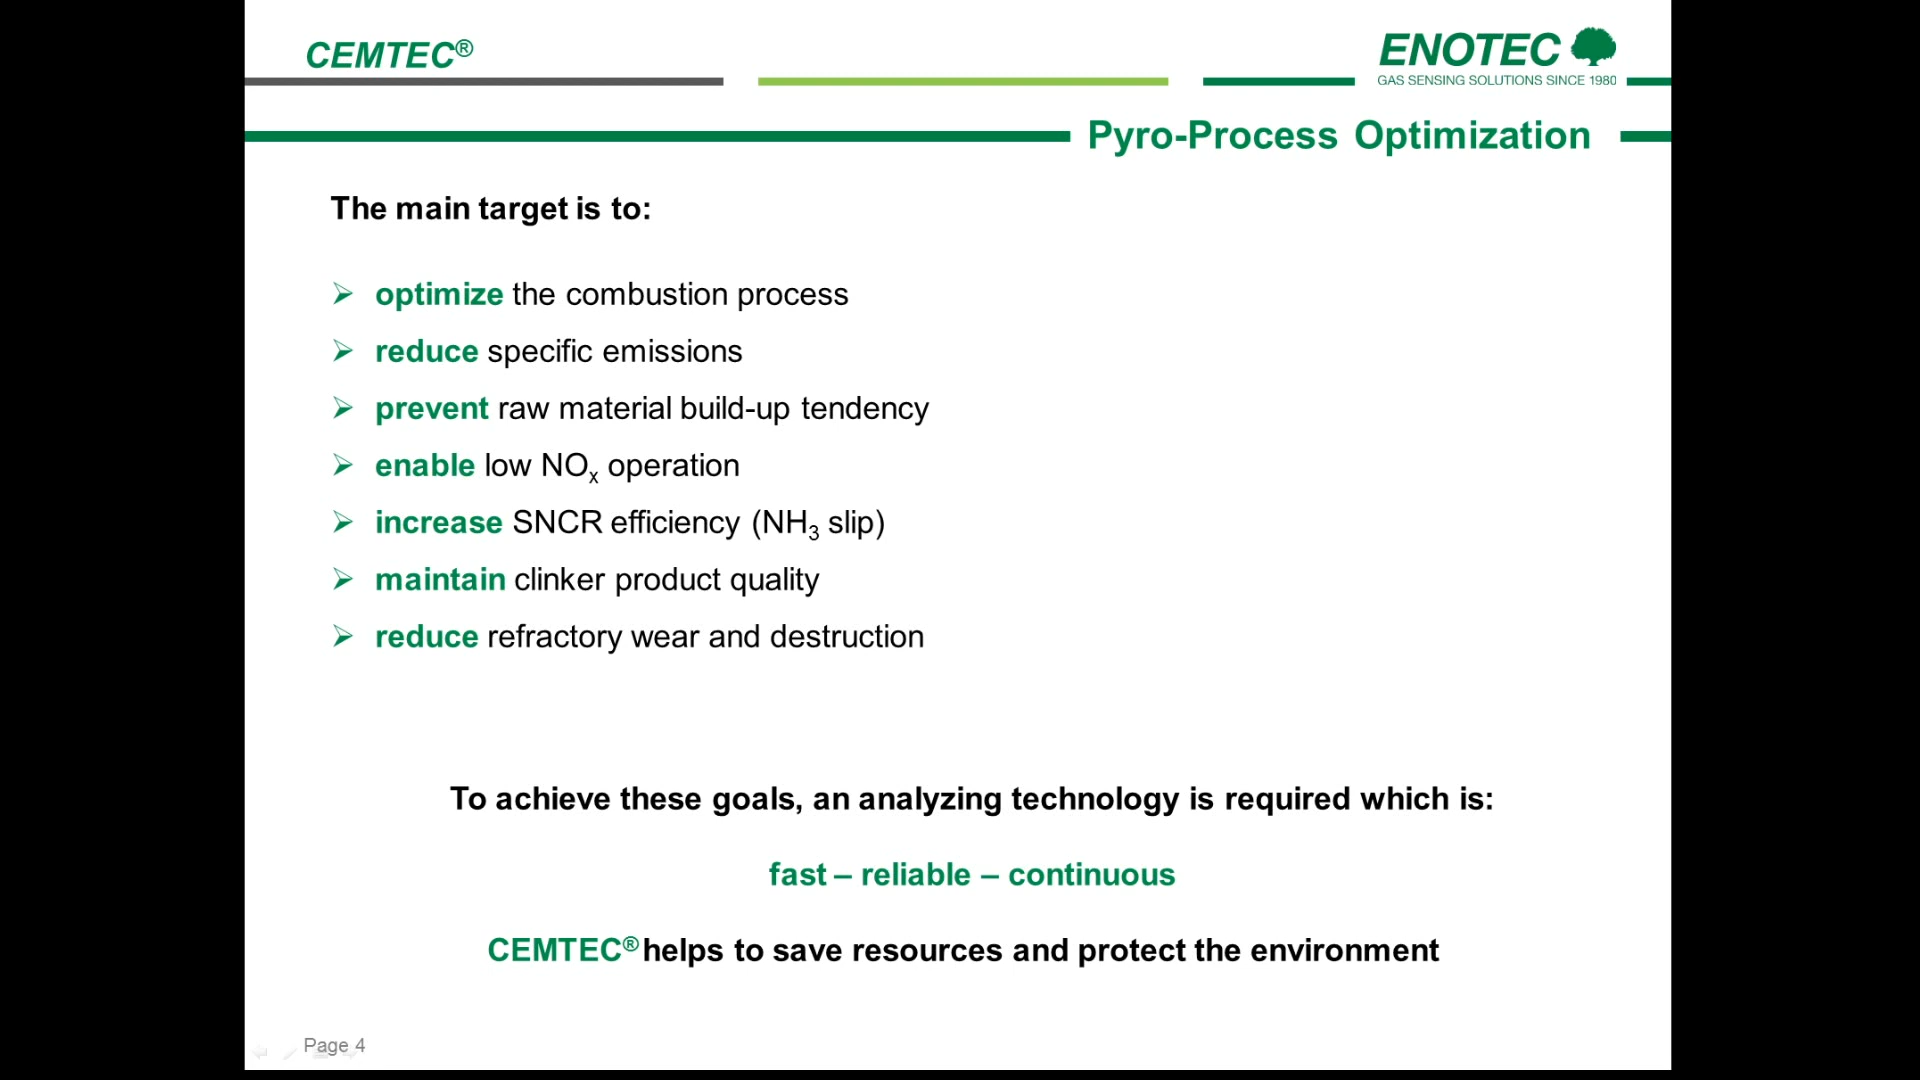 CEMTEC®
ENOTEC
GAS SENSING SOLUTIONS SINCE 1980
Pyro-Process Optimization
The main target is to:
➢ optimize the combustion process
➢ reduce specific emissions
➢ prevent raw material build-up tendency
➢ enable low NOₓ operation
➢ increase SNCR efficiency (NH₃ slip)
➢ maintain clinker product quality
➢ reduce refractory wear and destruction
To achieve these goals, an analyzing technology is required which is:
fast – reliable – continuous
CEMTEC® helps to save resources and protect the environment
Page 4